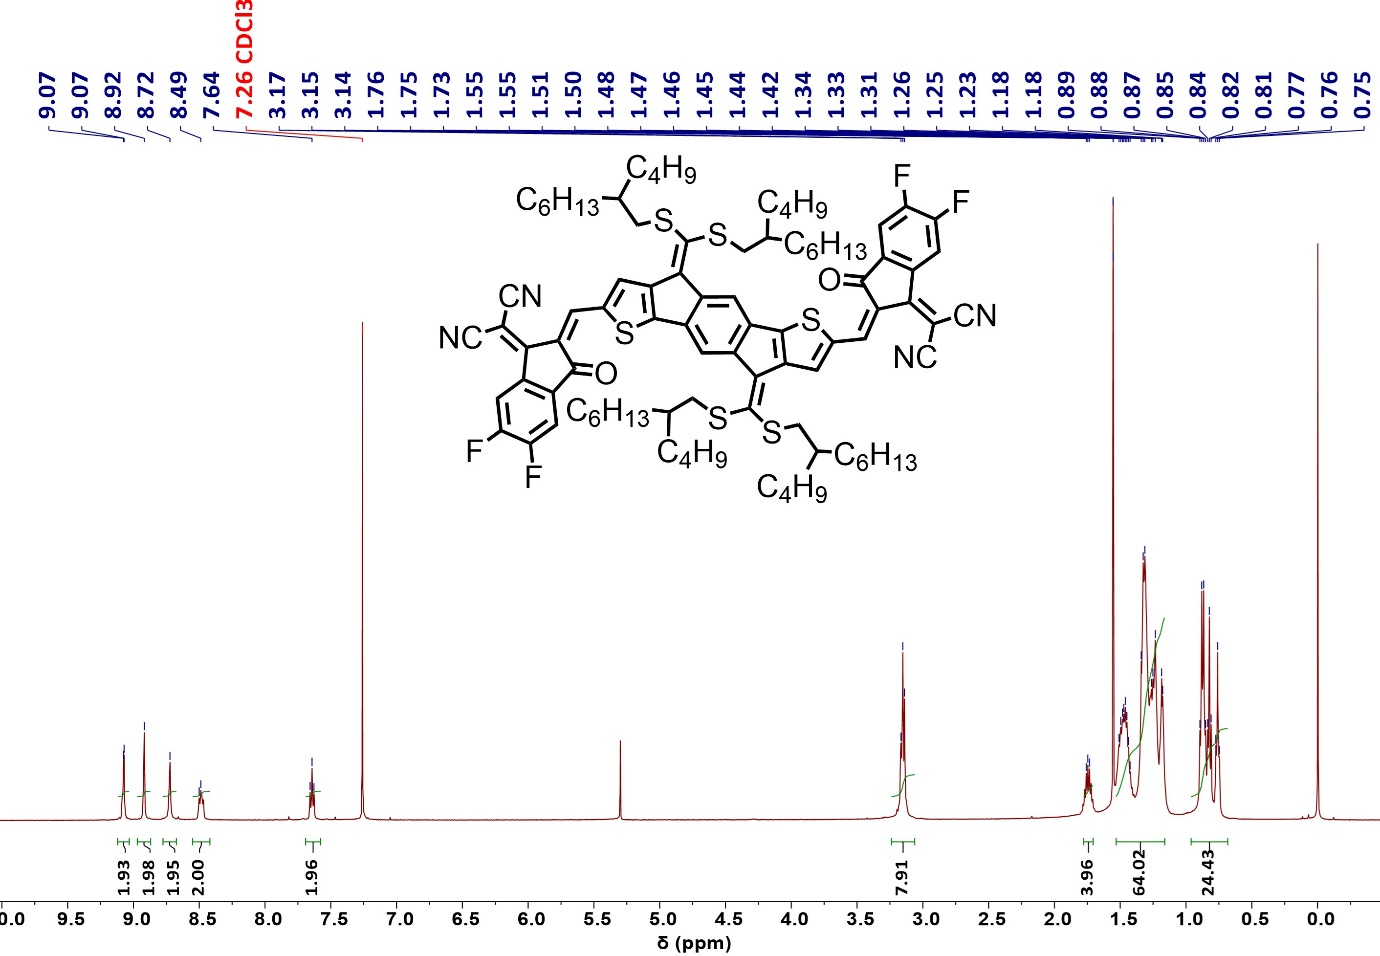 9.07 9.07 8.92 8.72 8.49 7.64 7.26 CDCl3 3.17 3.15 3.14 1.76 1.75 1.73 1.55 1.55 1.51 1.50 1.48 1.47 1.46 1.45 1.44 1.42 1.34 1.33 1.31 1.26 1.25 1.23 1.18 1.18 0.89 0.88 0.87 0.85 0.84 0.82 0.81 0.77 0.76 0.75
C4H9
C6H13
S
S
C4H9
C6H13
F
F
O
CN
NC
S
S
CN
NC
O
F
F
C6H13
S
C4H9
S
C6H13
C4H9
1.93 1.98 1.95 2.00 1.96 7.91 3.96 64.02 24.43
0.0 9.5 9.0 8.5 8.0 7.5 7.0 6.5 6.0 5.5 5.0 4.5 4.0 3.5 3.0 2.5 2.0 1.5 1.0 0.5 0.0
δ (ppm)